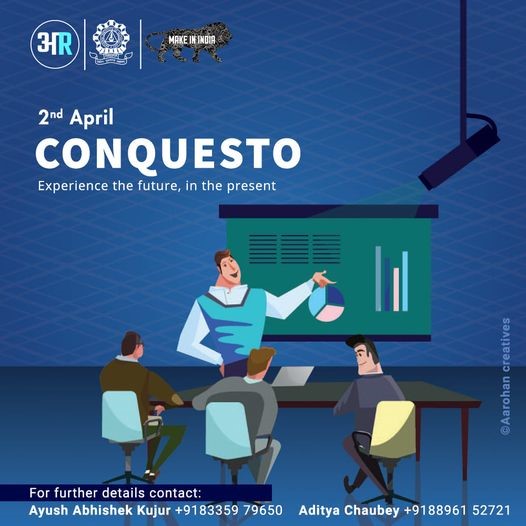 अR
MAKE IN INDIA
2nd April
CONQUESTO
Experience the future, in the present
©Aarohan creatives
For further details contact:
Ayush Abhishek Kujur +9183359 79650 Aditya Chaubey +9188961 52721